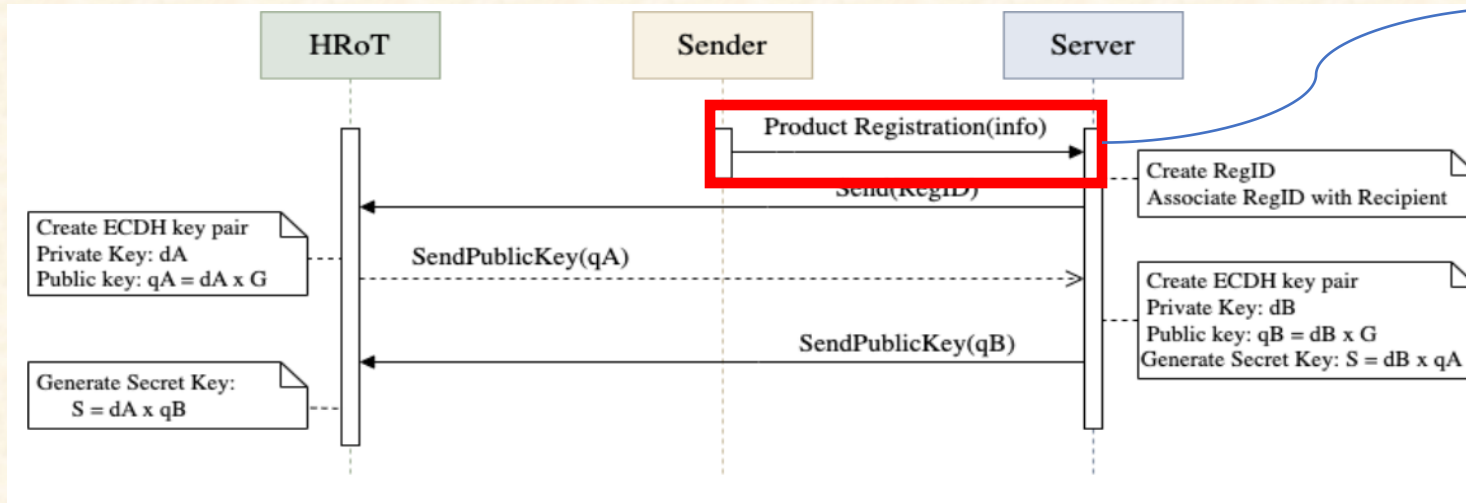 HRoT
Sender
Server
Product Registration(info)
Create RegID
Associate RegID with Recipient
Send(RegID)
Create ECDH key pair
Private Key: dA
Public key: qA = dA x G
SendPublicKey(qA)
Create ECDH key pair
Private Key: dB
Public key: qB = dB x G
Generate Secret Key: S = dB x qA
SendPublicKey(qB)
Generate Secret Key:
S = dA x qB